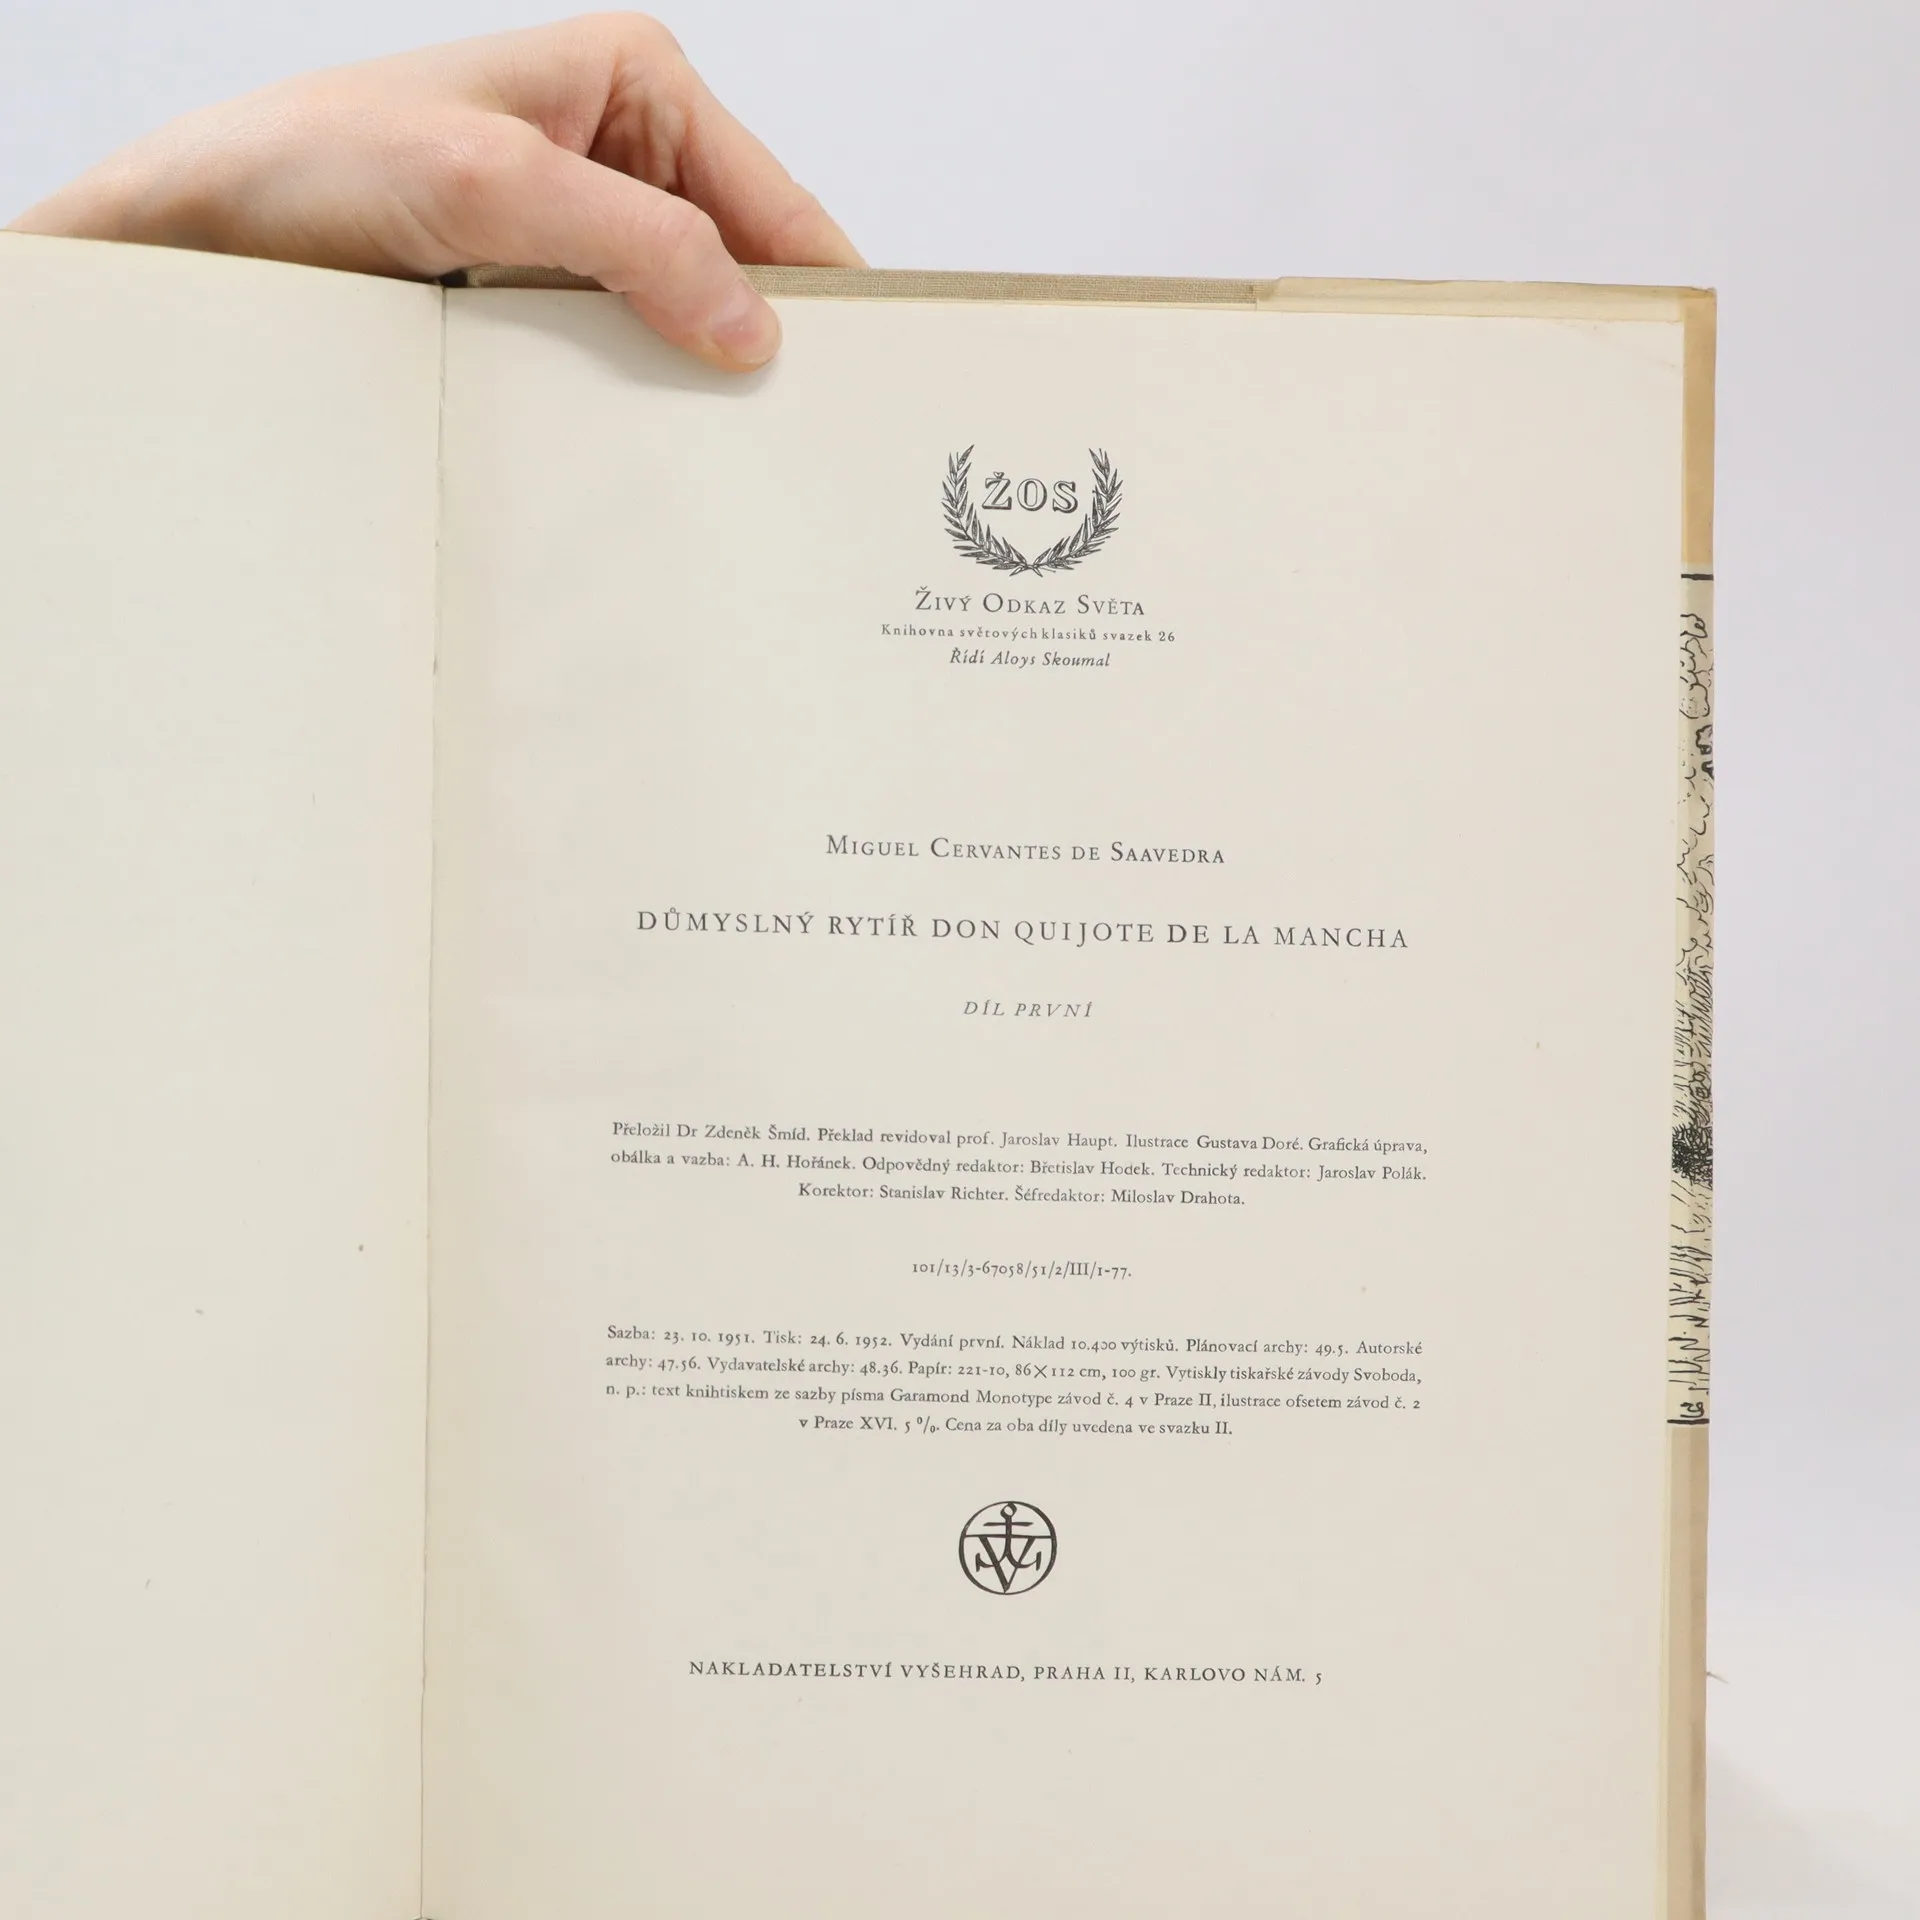 ŽOS
Živý Odkaz Světa
Knihovna světových klasiků svazek 26
Řídí Aloys Skoumal
Miguel Cervantes de Saavedra
DŮMYSLNÝ RYTÍŘ DON QUIJOTE DE LA MANCHA
DÍL PRVNÍ
Přeložil Dr Zdeněk Šmíd. Překlad revidoval prof. Jaroslav Haupt. Ilustrace Gustava Doré. Grafická úprava,
obálka a vazba: A. H. Hořánek. Odpovědný redaktor: Břetislav Hodek. Technický redaktor: Jaroslav Polák.
Korektor: Stanislav Richter. Šéfredaktor: Miloslav Drahota.
101/13/3-67058/51/2/III/1-77.
Sazba: 23. 10. 1951. Tisk: 24. 6. 1952. Vydání první. Náklad 10.400 výtisků. Plánovací archy: 49.5. Autorské
archy: 47.56. Vydavatelské archy: 48.36. Papír: 221-10, 86×112 cm, 100 gr. Vytiskly tiskařské závody Svoboda,
n. p.: text knihtiskem ze sazby písma Garamond Monotype závod č. 4 v Praze II, ilustrace ofsetem závod č. 2
v Praze XVI. 5 %. Cena za oba díly uvedena ve svazku II.
NAKLADATELSTVÍ VYŠEHRAD, PRAHA II, KARLOVO NÁM. 5